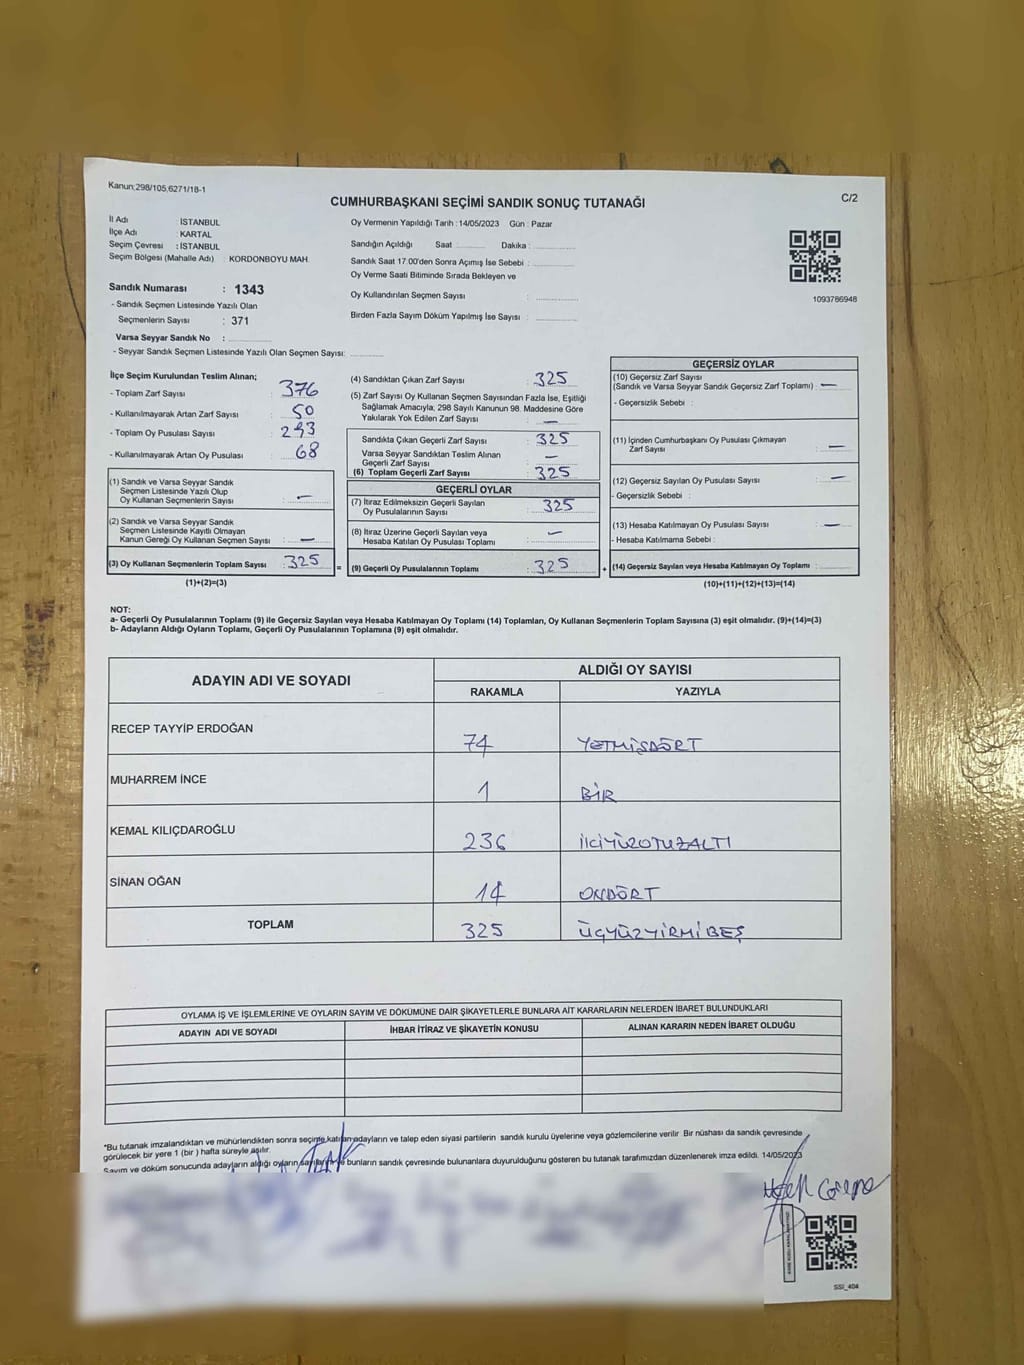 Kanun;298/105,6271/18-1
C/2
CUMHURBAŞKANI SEÇİMİ SANDIK SONUÇ TUTANAĞI
İl Adı : İSTANBUL
İlçe Adı : KARTAL
Seçim Çevresi : İSTANBUL
Seçim Bölgesi (Mahalle Adı) : KORDONBOYU MAH.
Sandık Numarası : 1343
- Sandık Seçmen Listesinde Yazılı Olan
Seçmenlerin Sayısı : 371
Varsa Seyyar Sandık No :
- Seyyar Sandık Seçmen Listesinde Yazılı Olan Seçmen Sayısı:
Oy Vermenin Yapıldığı Tarih : 14/05/2023 Gün : Pazar
Sandığın Açıldığı Saat Dakika :
Sandık Saat 17.00'den Sonra Açımış İse Sebebi :
Oy Verme Saati Bitiminde Sırada Bekleyen ve
Oy Kullandırılan Seçmen Sayısı :
Birden Fazla Sayım Döküm Yapılmış İse Sayısı :
1093786948
İlçe Seçim Kurulundan Teslim Alınan;
- Toplam Zarf Sayısı : 376
- Kullanılmayarak Artan Zarf Sayısı : 50
- Toplam Oy Pusulası Sayısı : 293
- Kullanılmayarak Artan Oy Pusulası : 68
(1) Sandık ve Varsa Seyyar Sandık
Seçmen Listesinde Yazılı Olup
Oy Kullanan Seçmenlerin Sayısı : —
(2) Sandık ve Varsa Seyyar Sandık
Seçmen Listesinde Kayıtlı Olmayan
Kanun Gereği Oy Kullanan Seçmen Sayısı : —
(3) Oy Kullanan Seçmenlerin Toplam Sayısı : 325
(1)+(2)=(3)
=
(4) Sandıktan Çıkan Zarf Sayısı : 325
(5) Zarf Sayısı Oy Kullanan Seçmen Sayısından Fazla İse, Eşitliği
Sağlamak Amacıyla, 298 Sayılı Kanunun 98. Maddesine Göre
Yakılarak Yok Edilen Zarf Sayısı : —
Sandıkta Çıkan Geçerli Zarf Sayısı : 325
Varsa Seyyar Sandıktan Teslim Alınan
Geçerli Zarf Sayısı : —
(6) Toplam Geçerli Zarf Sayısı : 325
GEÇERLİ OYLAR
(7) İtiraz Edilmeksizin Geçerli Sayılan
Oy Pusulalarının Sayısı : 325
(8) İtiraz Üzerine Geçerli Sayılan veya
Hesaba Katılan Oy Pusulası Toplamı : —
(9) Geçerli Oy Pusulalarının Toplamı : 325
+
GEÇERSİZ OYLAR
(10) Geçersiz Zarf Sayısı
(Sandık ve Varsa Seyyar Sandık Geçersiz Zarf Toplamı) : —
- Geçersizlik Sebebi :
(11) İçinden Cumhurbaşkanı Oy Pusulası Çıkmayan
Zarf Sayısı : —
(12) Geçersiz Sayılan Oy Pusulası Sayısı : —
- Geçersizlik Sebebi :
(13) Hesaba Katılmayan Oy Pusulası Sayısı : —
- Hesaba Katılmama Sebebi :
(14) Geçersiz Sayılan veya Hesaba Katılmayan Oy Toplamı :
(10)+(11)+(12)+(13)=(14)
NOT:
a- Geçerli Oy Pusulalarının Toplamı (9) ile Geçersiz Sayılan veya Hesaba Katılmayan Oy Toplamı (14) Toplamları, Oy Kullanan Seçmenlerin Toplam Sayısına (3) eşit olmalıdır. (9)+(14)=(3)
b- Adayların Aldığı Oyların Toplamı, Geçerli Oy Pusulalarının Toplamına (9) eşit olmalıdır.
ADAYIN ADI VE SOYADI
ALDIĞI OY SAYISI
RAKAMLA YAZIYLA
RECEP TAYYİP ERDOĞAN 74 YETMİŞDÖRT
MUHARREM İNCE 1 BİR
KEMAL KILIÇDAROĞLU 236 İKİYÜZOTUZALTI
SİNAN OĞAN 14 ONDÖRT
TOPLAM 325 ÜÇYÜZYİRMİBEŞ
OYLAMA İŞ VE İŞLEMLERİNE VE OYLARIN SAYIM VE DÖKÜMÜNE DAİR ŞİKAYETLERLE BUNLARA AİT KARARLARIN NELERDEN İBARET BULUNDUKLARI
ADAYIN ADI VE SOYADI İHBAR İTİRAZ VE ŞİKAYETİN KONUSU ALINAN KARARIN NEDEN İBARET OLDUĞU
*Bu tutanak imzalandıktan ve mühürlendikten sonra seçime katılan adayların ve talep eden siyasi partilerin sandık kurulu üyelerine veya gözlemcilerine verilir. Bir nüshası da sandık çevresinde
görülecek bir yere 1 (bir ) hafta süreyle asılır.
Sayım ve döküm sonucunda adayların aldığı oyların sayıları ve bunların sandık çevresinde bulunanlara duyurulduğunu gösteren bu tutanak tarafımızdan düzenlenerek imza edildi. 14/05/2023
SSI_404